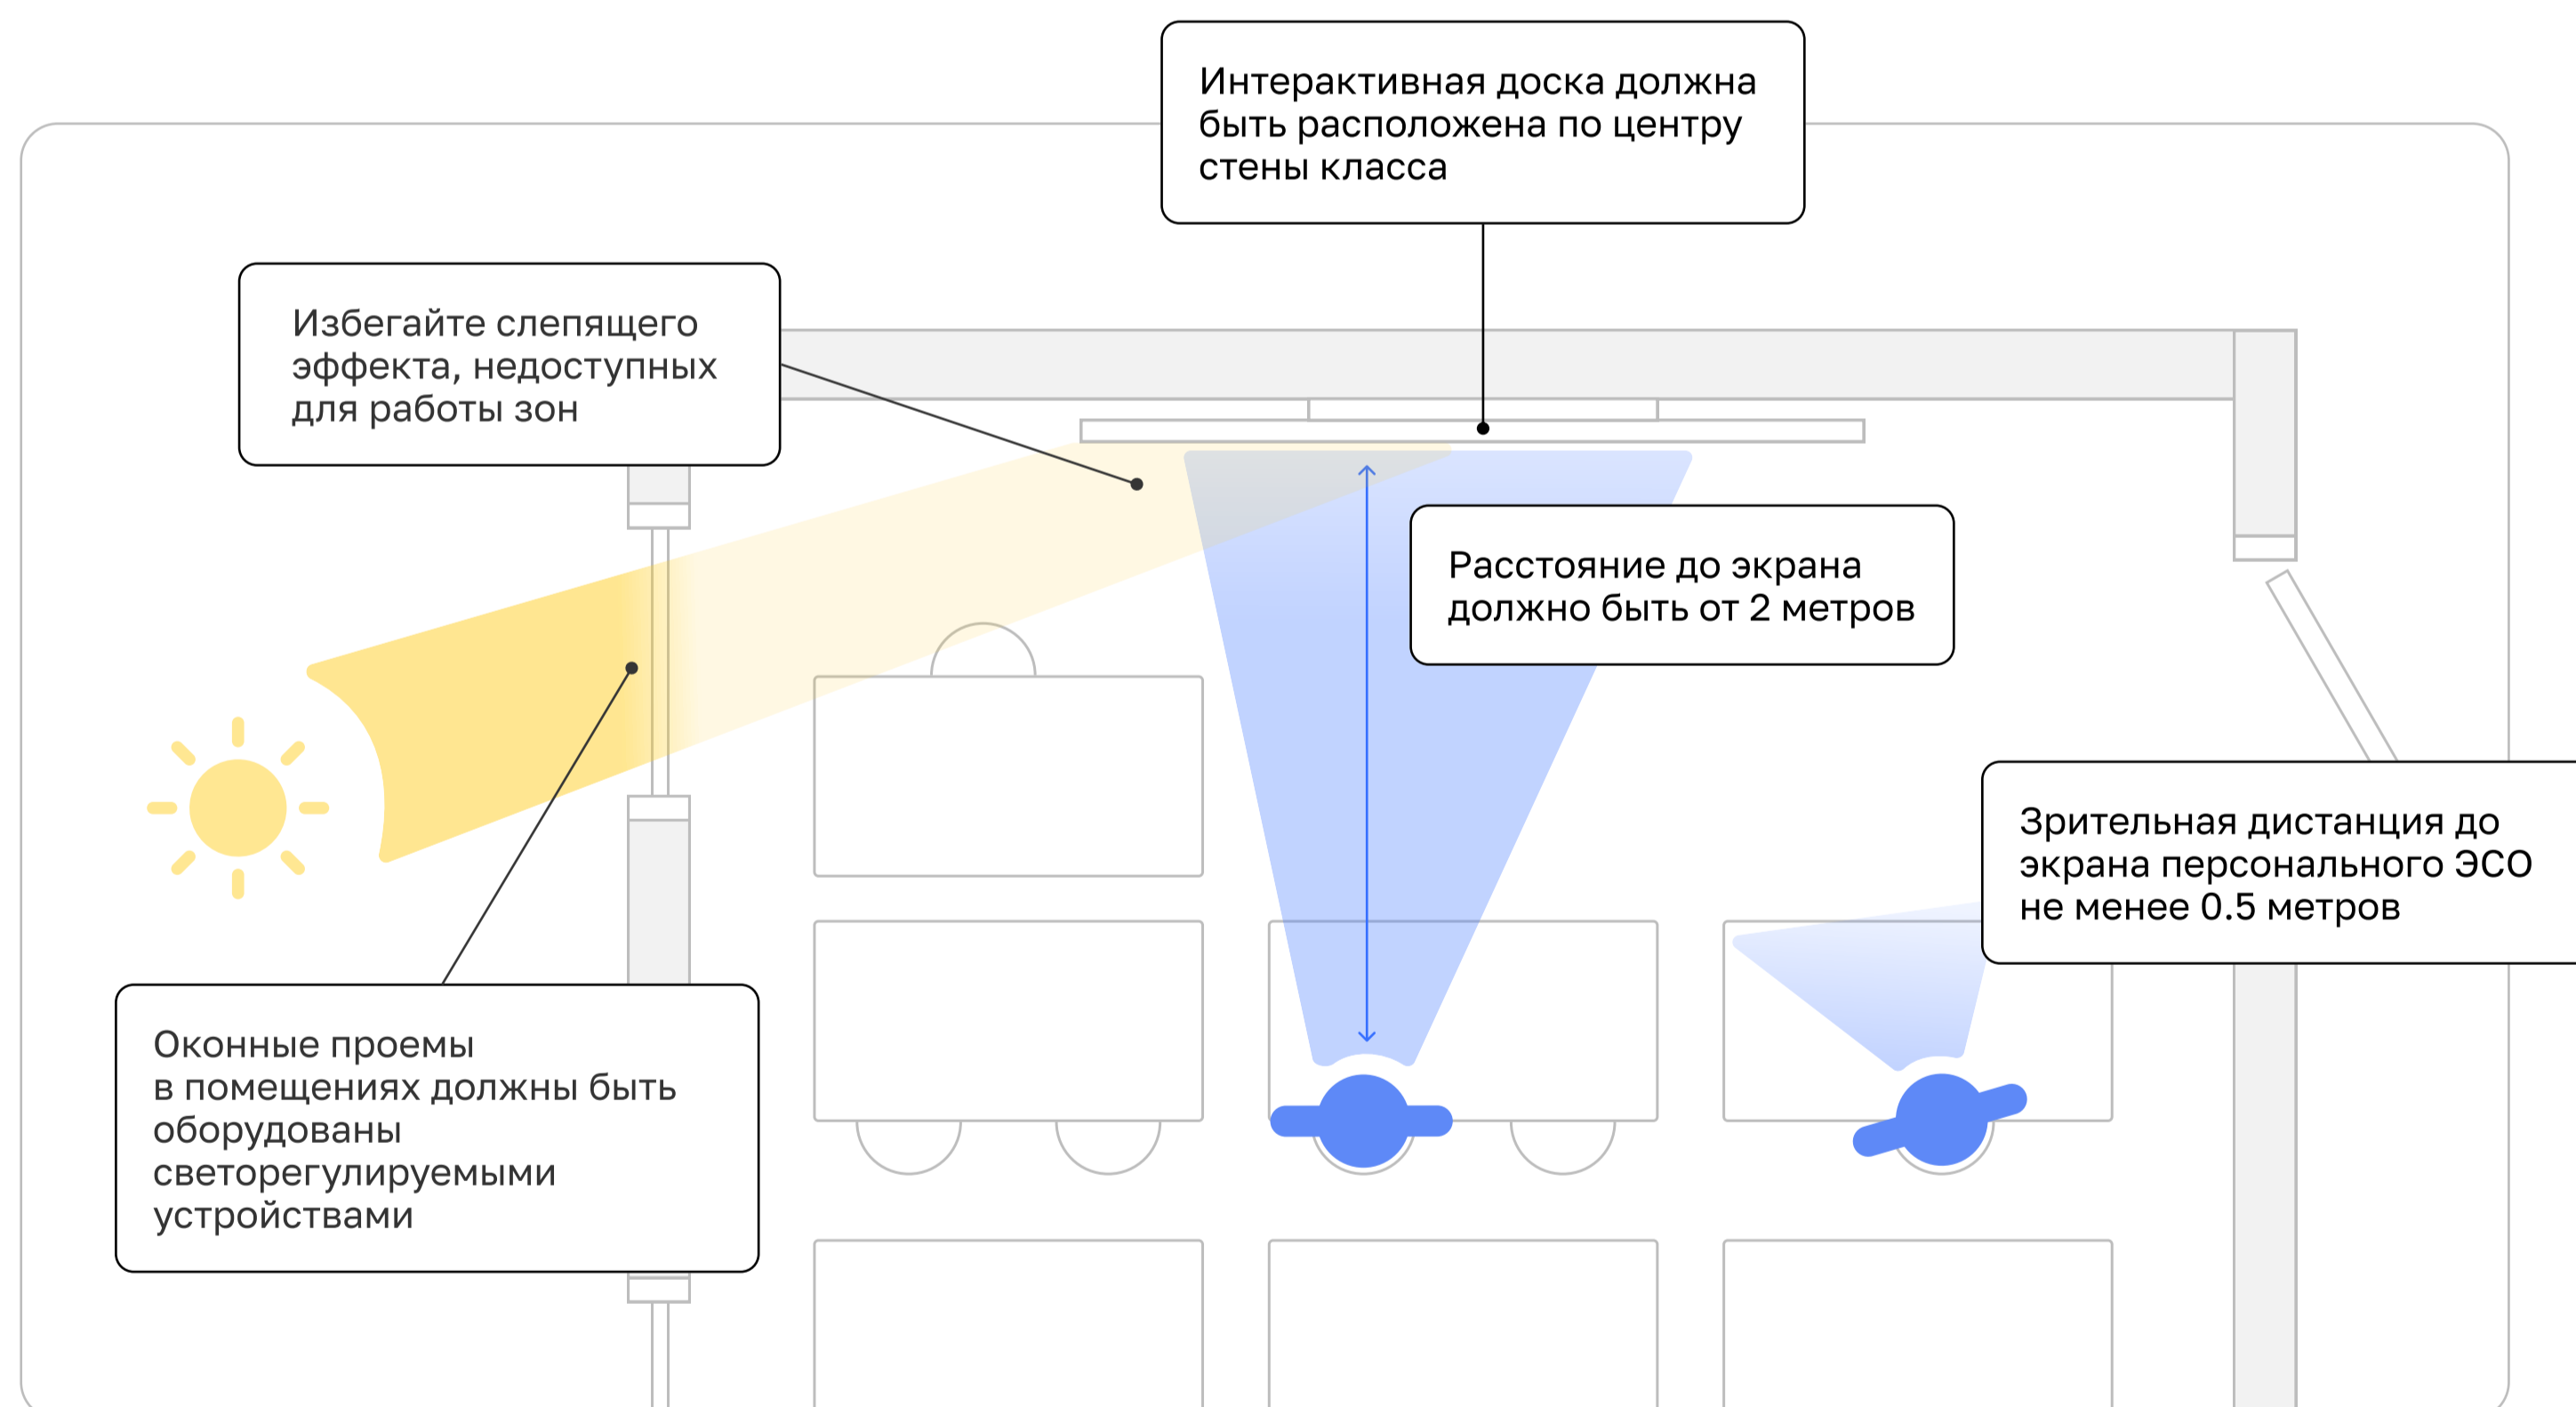 Интерактивная доска должна
быть расположена по центру
стены класса
Избегайте слепящего
эффекта, недоступных
для работы зон
Расстояние до экрана
должно быть от 2 метров
Зрительная дистанция до
экрана персонального ЭСО
не менее 0.5 метров
Оконные проемы
в помещениях должны быть
оборудованы
светорегулируемыми
устройствами